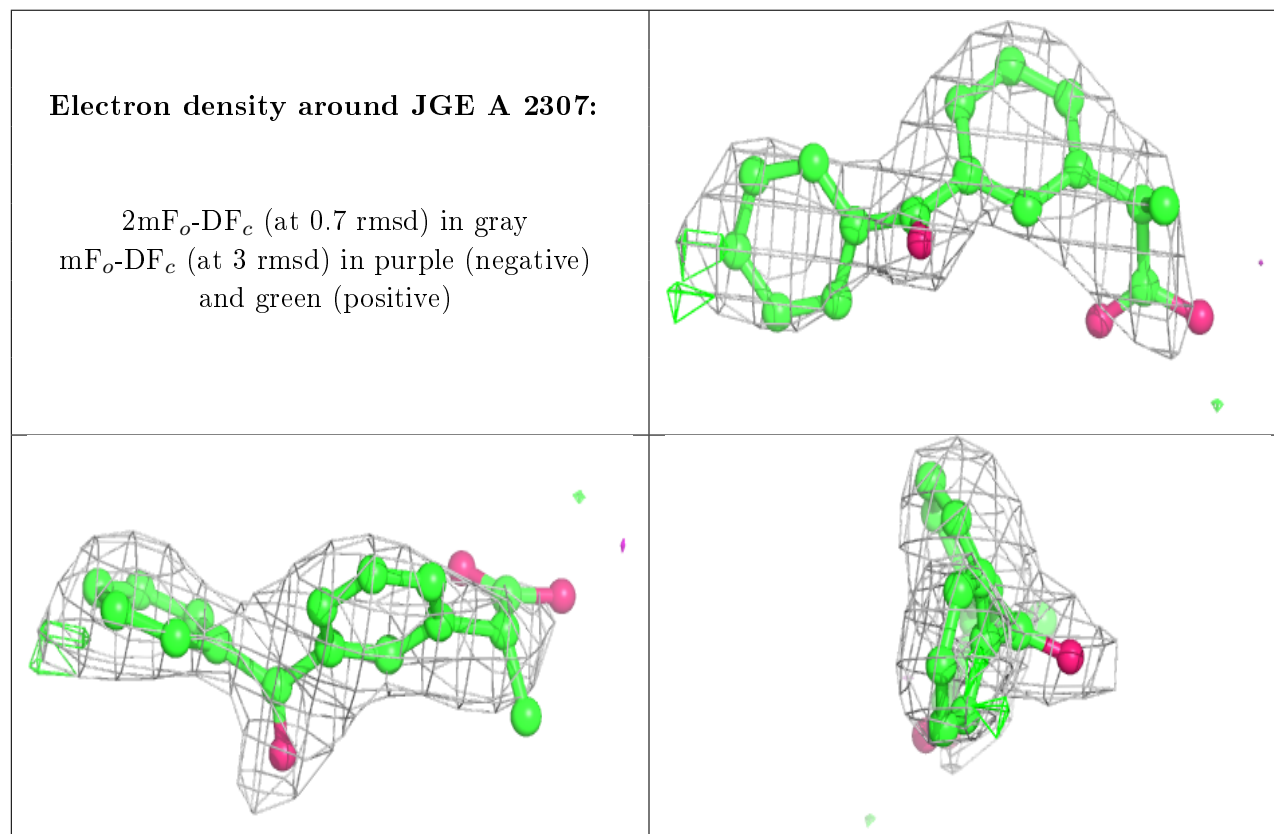 Electron density around JGE A 2307:
2mFo-DFc (at 0.7 rmsd) in gray
mFo-DFc (at 3 rmsd) in purple (negative)
and green (positive)